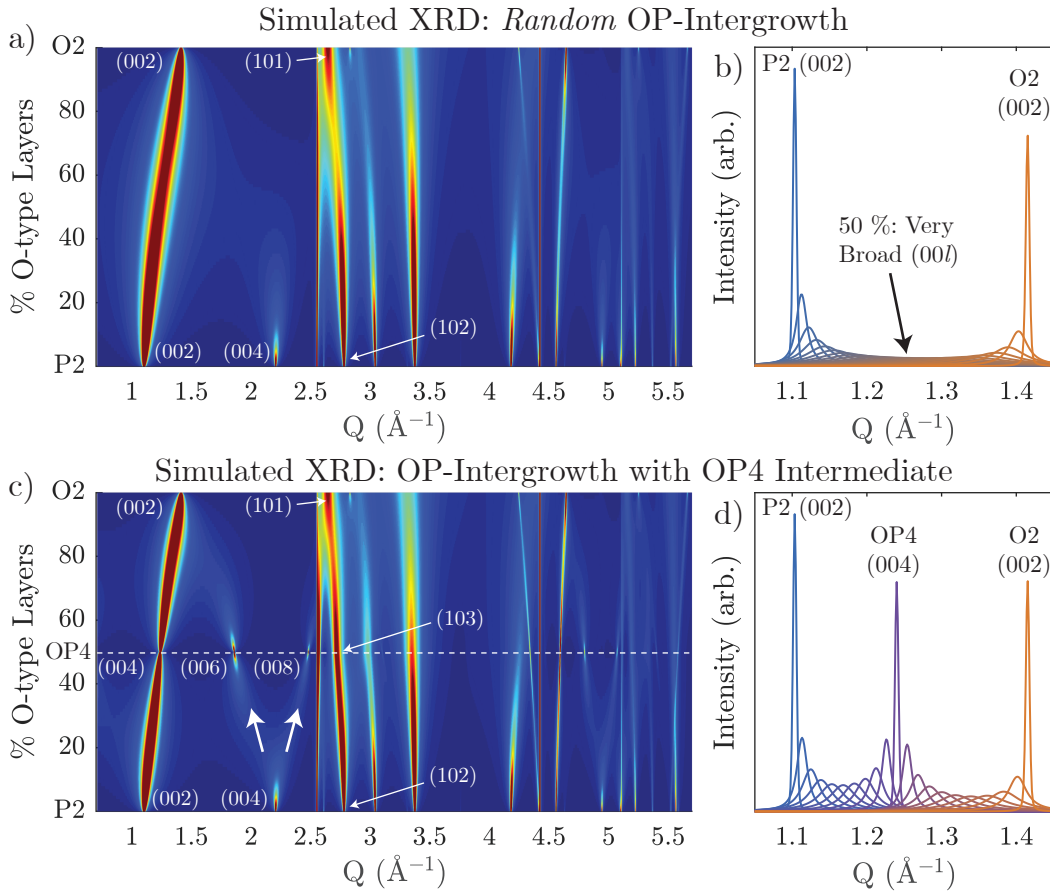 Simulated XRD: Random OP-Intergrowth
a)
O2
80
60
40
20
P2
% O-type Layers
(002)
(101)
(002)
(004)
(102)
1
1.5
2
2.5
3
3.5
4
4.5
5
5.5
Q (Å⁻¹)
b)
P2 (002)
O2
(002)
50 %: Very
Broad (00l)
Intensity (arb.)
1.1
1.2
1.3
1.4
Q (Å⁻¹)
Simulated XRD: OP-Intergrowth with OP4 Intermediate
c)
O2
80
60
OP4
40
20
P2
% O-type Layers
(002)
(101)
(103)
(004)
(006)
(008)
(102)
(002)
(004)
1
1.5
2
2.5
3
3.5
4
4.5
5
5.5
Q (Å⁻¹)
d)
P2 (002)
OP4
(004)
O2
(002)
Intensity (arb.)
1.1
1.2
1.3
1.4
Q (Å⁻¹)